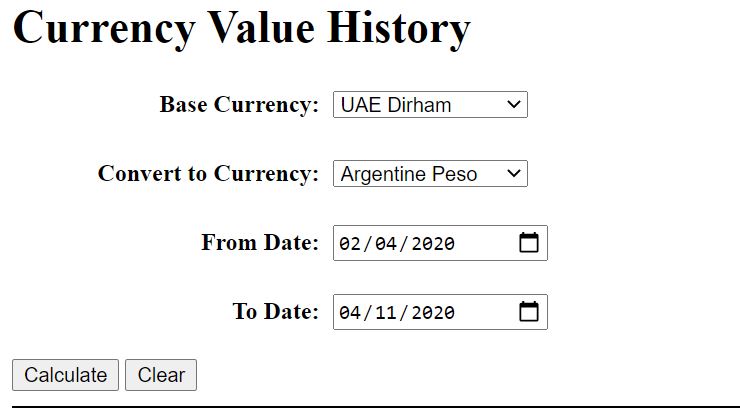 Currency Value History
Base Currency: UAE Dirham
Convert to Currency: Argentine Peso
From Date: 02/04/2020
To Date: 04/11/2020
Calculate Clear